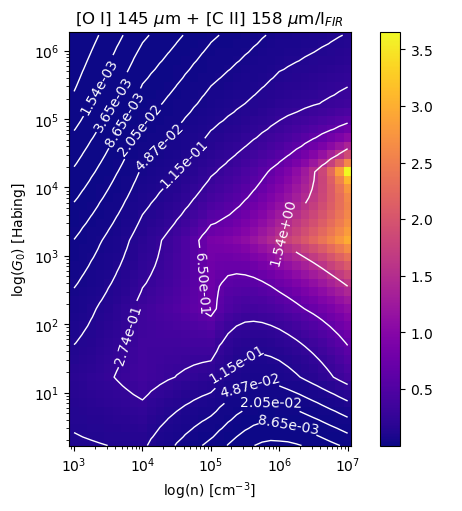 [O I] 145 μm + [C II] 158 μm/I_FIR
10^6
10^5
10^4
10^3
10^2
10^1
log(G_0) [Habing]
10^3 10^4 10^5 10^6 10^7
log(n) [cm^−3]
1.54e-03
3.65e-03
8.65e-03
2.05e-02
4.87e-02
1.15e-01
2.74e-01
6.50e-01
1.54e+00
1.15e-01
4.87e-02
2.05e-02
8.65e-03
3.5
3.0
2.5
2.0
1.5
1.0
0.5